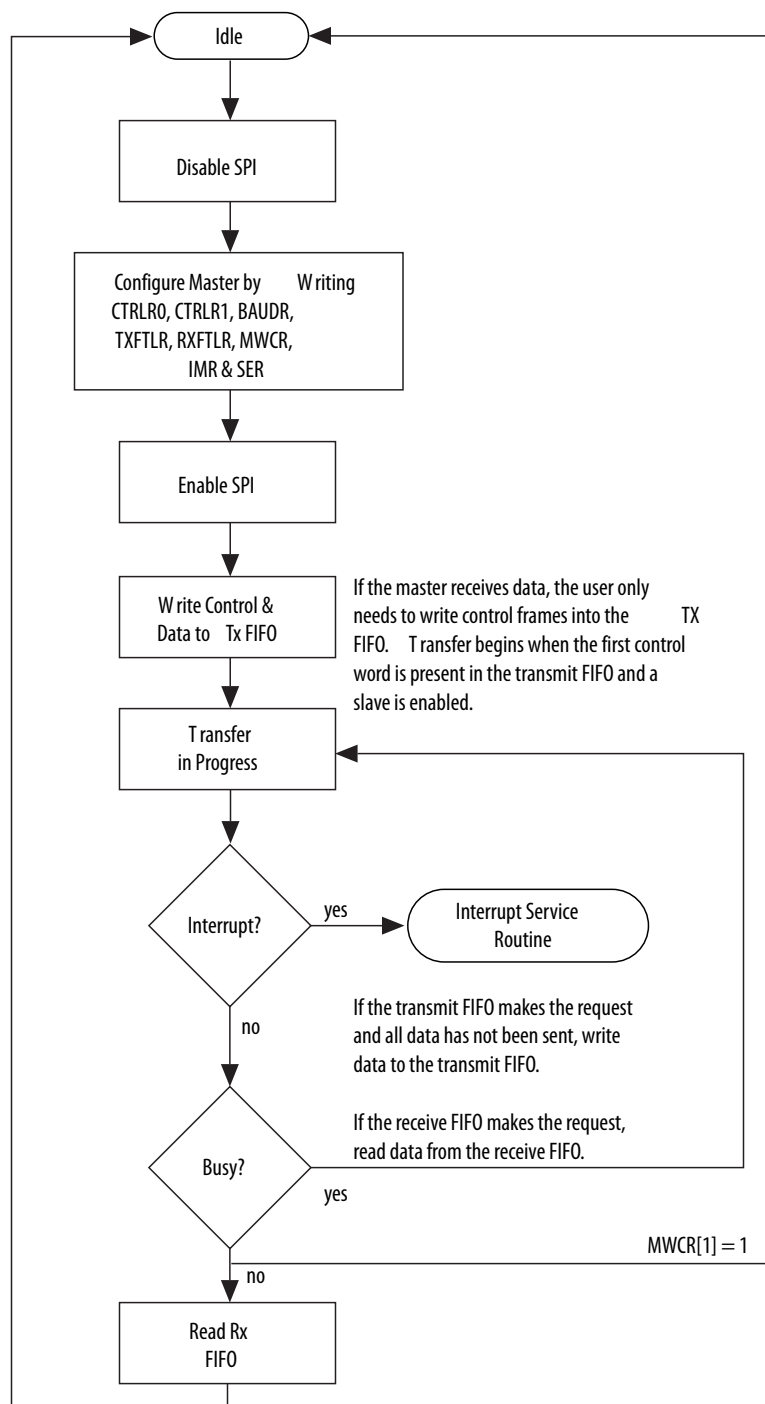 Idle
Disable SPI
Configure Master by Writing
CTRLR0, CTRLR1, BAUDR,
TXFTLR, RXFTLR, MWCR,
IMR & SER
Enable SPI
Write Control &
Data to Tx FIFO
If the master receives data, the user only
needs to write control frames into the TX
FIFO. Transfer begins when the first control
word is present in the transmit FIFO and a
slave is enabled.
Transfer
in Progress
Interrupt?
yes
Interrupt Service
Routine
no
If the transmit FIFO makes the request
and all data has not been sent, write
data to the transmit FIFO.
If the receive FIFO makes the request,
read data from the receive FIFO.
Busy?
yes
MWCR[1] = 1
no
Read Rx
FIFO